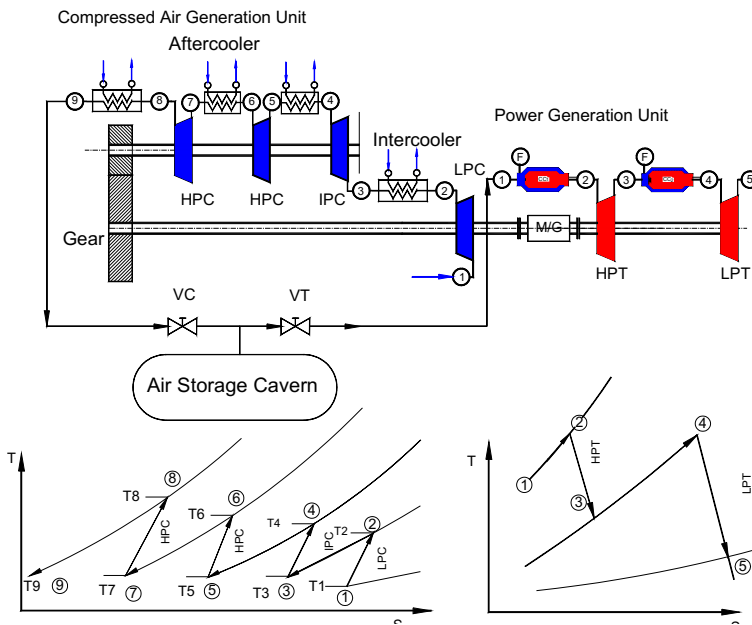 Compressed Air Generation Unit
Aftercooler
9
8
7
6
5
4
Power Generation Unit
Intercooler
LPC
F
F
1
2
3
4
5
3
2
HPC
HPC
IPC
Gear
M/G
HPT
LPT
1
VC
VT
Air Storage Cavern
T
8
T8
6
T6
4
T4
T2
2
HPC
HPC
IPC
LPC
T9
9
T7
7
T5
5
T3
3
T1
1
T
2
4
1
HPT
3
LPT
5